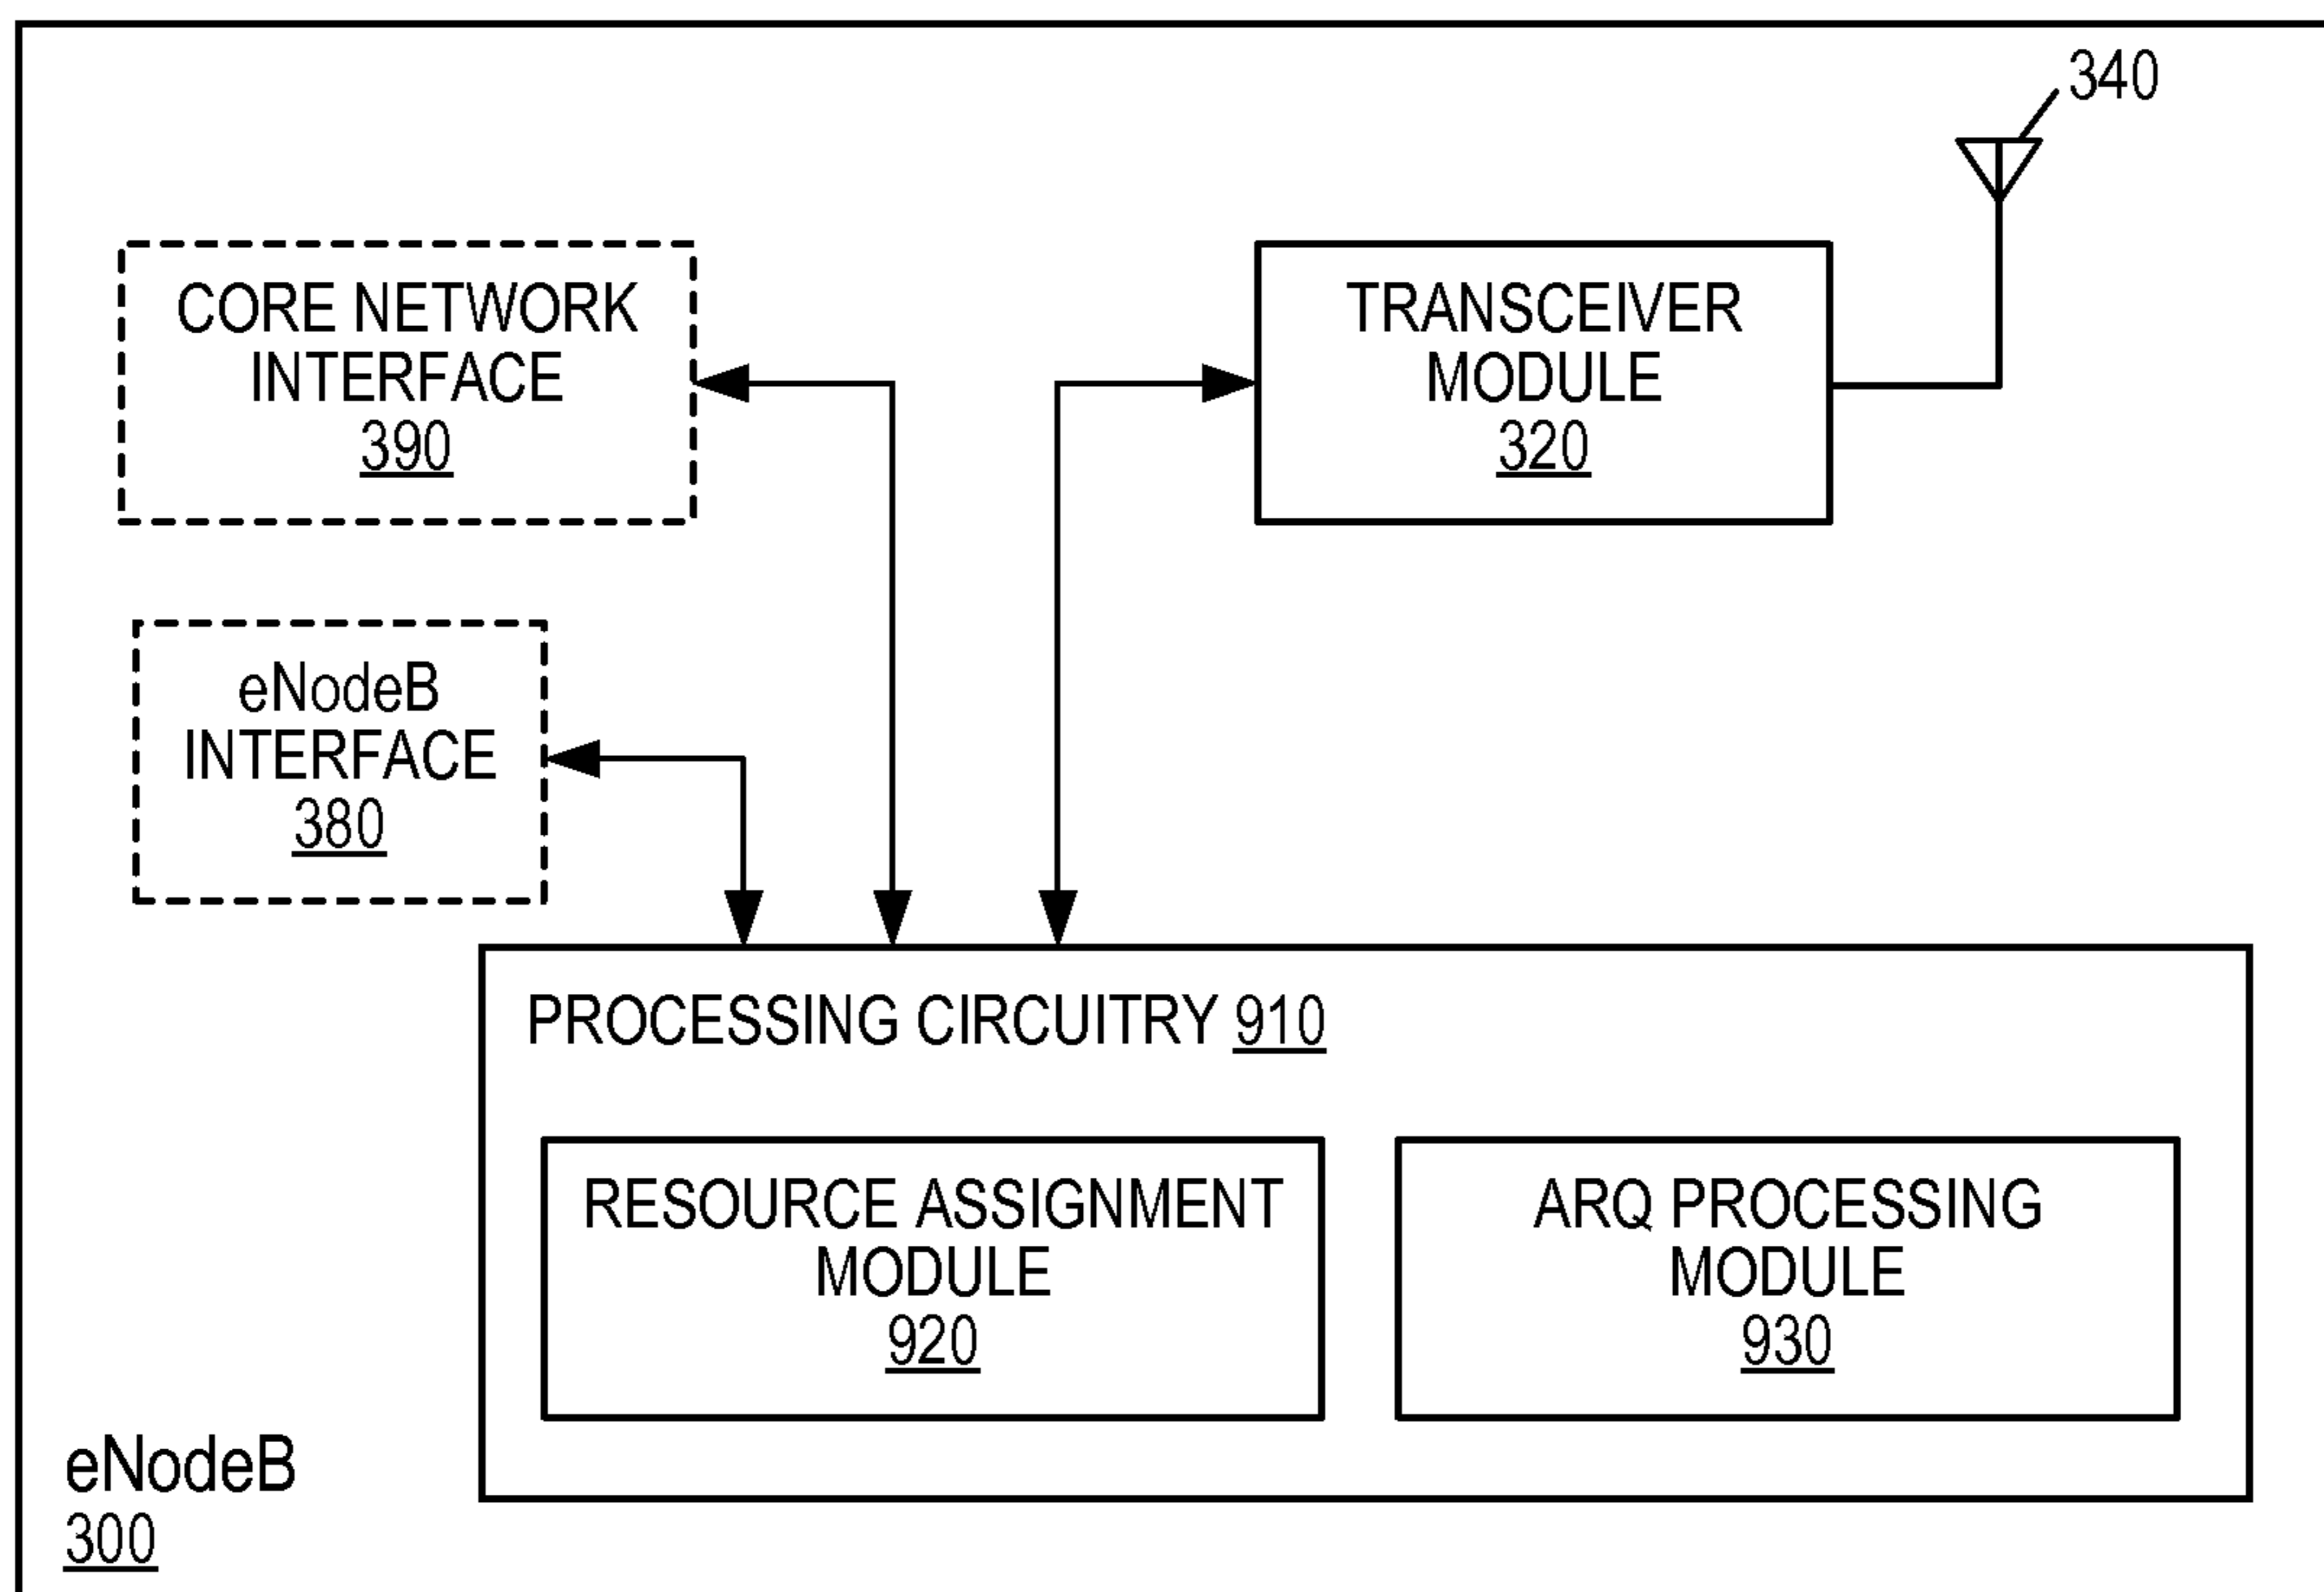 340
CORE NETWORK
INTERFACE
390
TRANSCEIVER
MODULE
320
eNodeB
INTERFACE
380
PROCESSING CIRCUITRY 910
RESOURCE ASSIGNMENT
MODULE
920
ARQ PROCESSING
MODULE
930
eNodeB
300